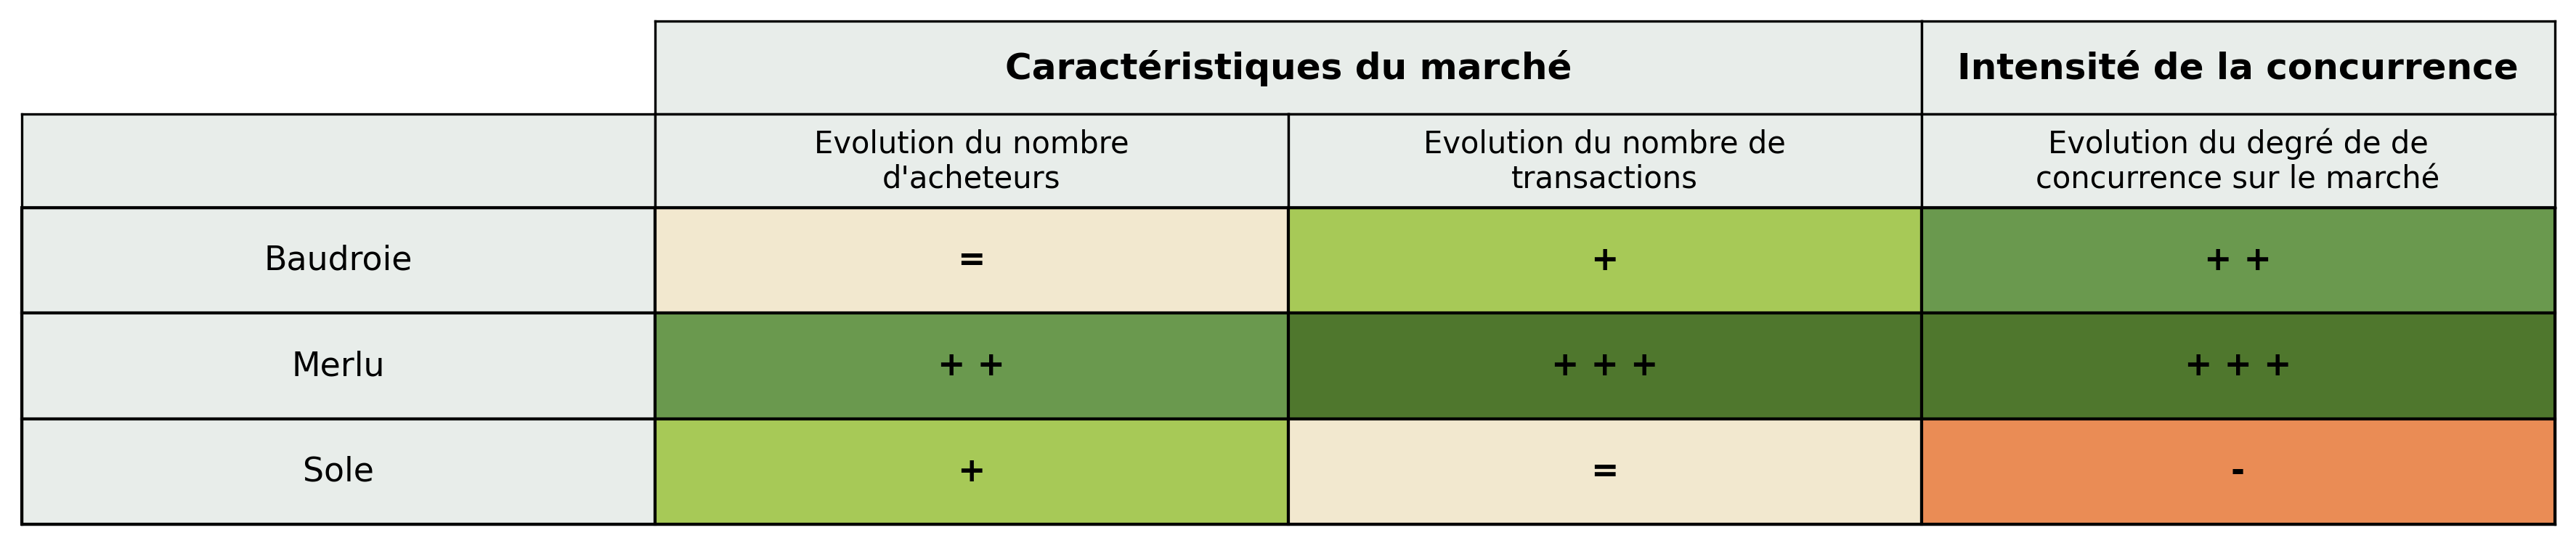 Caractéristiques du marché
Intensité de la concurrence
Evolution du nombre
d'acheteurs
Evolution du nombre de
transactions
Evolution du degré de de
concurrence sur le marché
Baudroie
=
+
+ +
Merlu
+ +
+ + +
+ + +
Sole
+
=
-